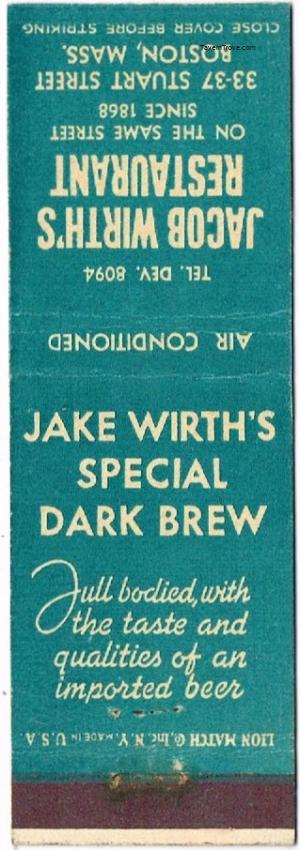 CLOSE COVER BEFORE STRIKING
TavernTrove.com
BOSTON, MASS.
33-37 STUART STREET
SINCE 1868
ON THE SAME STREET
RESTAURANT
JACOB WIRTH'S
TEL. DEV. 8094
AIR CONDITIONED
JAKE WIRTH'S
SPECIAL
DARK BREW
Full bodied, with
the taste and
qualities of an
imported beer
LION MATCH Co, INC. N.Y. MADE IN U.S.A